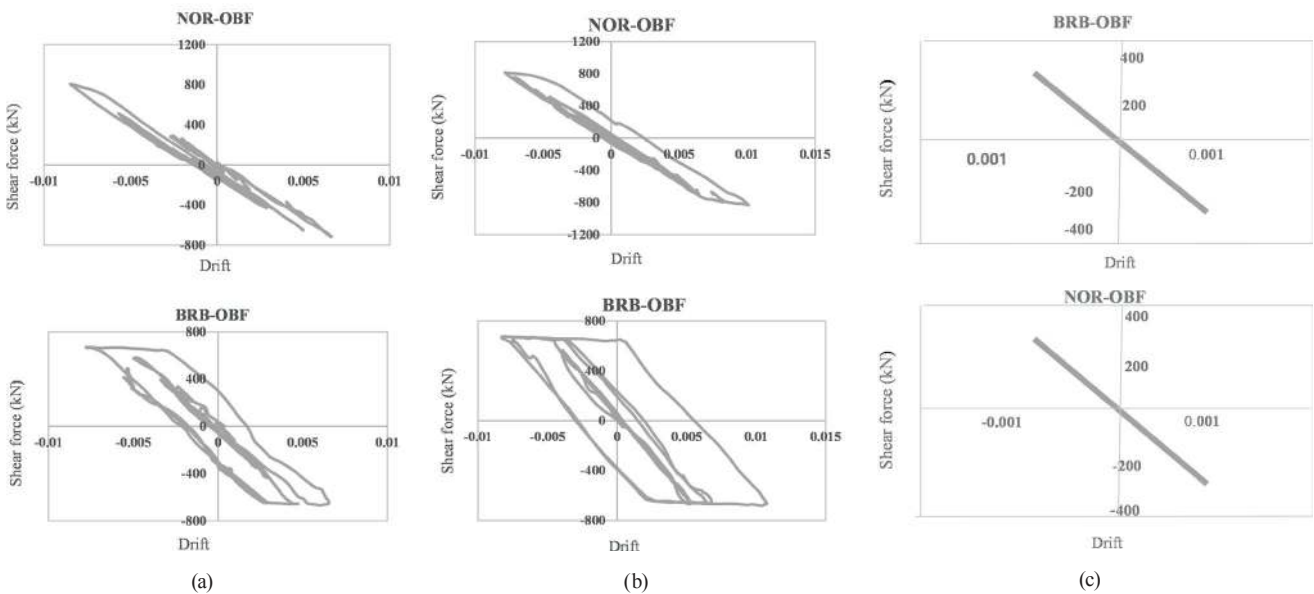 NOR-OBF
1200
800
400
0
-0.01
-0.005
0
0.005
0.01
-400
-800
Shear force (kN)
Drift
NOR-OBF
1200
800
400
0
-0.01
-0.005
0
0.005
0.01
0.015
-400
-800
-1200
Shear force (kN)
Drift
BRB-OBF
400
200
0.001
0.001
-200
-400
Shear force (kN)
Drift
BRB-OBF
800
400
0
-0.01
-0.005
0
0.005
0.01
-400
-800
Shear force (kN)
Drift
BRB-OBF
800
400
0
-0.01
-0.005
0
0.005
0.01
0.015
-400
-800
Shear force (kN)
Drift
NOR-OBF
400
200
-0.001
0.001
-200
-400
Shear force (kN)
Drift
(a)
(b)
(c)